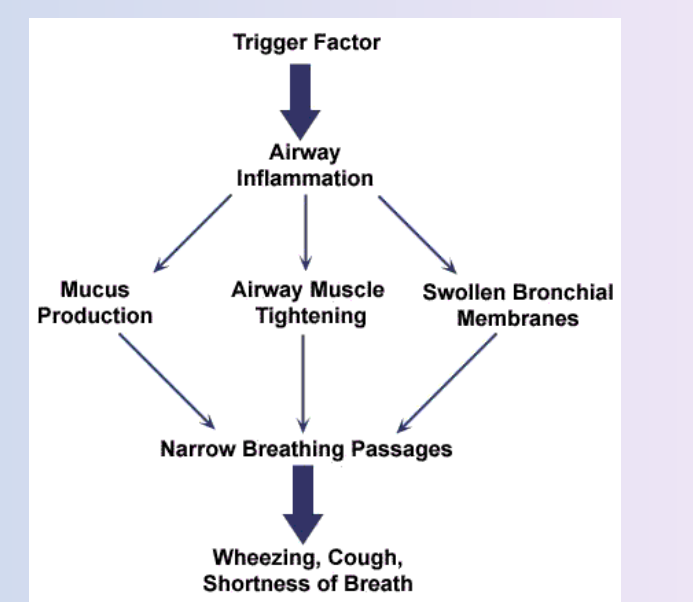 Trigger Factor
Airway
Inflammation
Mucus
Production
Airway Muscle
Tightening
Swollen Bronchial
Membranes
Narrow Breathing Passages
Wheezing, Cough,
Shortness of Breath